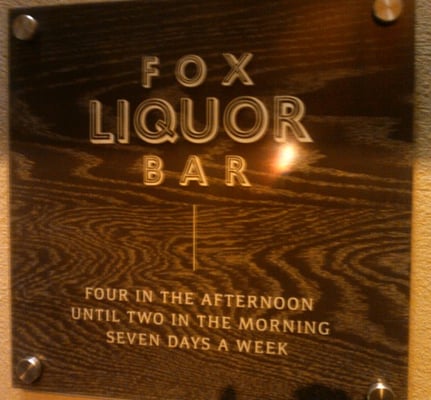 FOX
LIQUOR
BAR
FOUR IN THE AFTERNOON
UNTIL TWO IN THE MORNING
SEVEN DAYS A WEEK